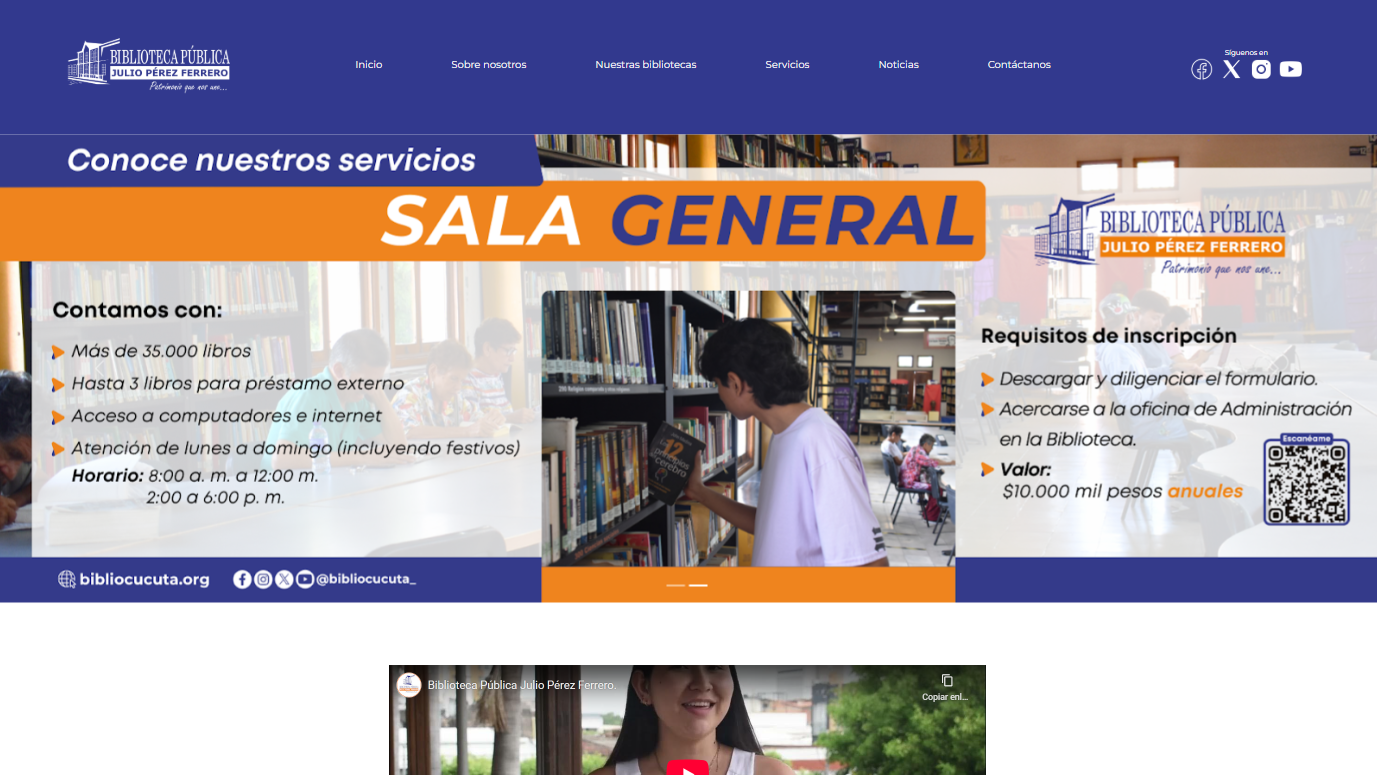 BIBLIOTECA PÚBLICA
JULIO PÉREZ FERRERO
Patrimonio que nos une...
Inicio
Sobre nosotros
Nuestras bibliotecas
Servicios
Noticias
Contáctanos
Síguenos en
Conoce nuestros servicios
SALA GENERAL
BIBLIOTECA PÚBLICA
JULIO PÉREZ FERRERO
Patrimonio que nos une...
Contamos con:
Más de 35.000 libros
Hasta 3 libros para préstamo externo
Acceso a computadores e internet
Atención de lunes a domingo (incluyendo festivos)
Horario: 8:00 a. m. a 12:00 m.
2:00 a 6:00 p. m.
12
principios
cerebro
Requisitos de inscripción
Descargar y diligenciar el formulario.
Acercarse a la oficina de Administración
en la Biblioteca.
Valor:
$10.000 mil pesos anuales
Escanéame
bibliocucuta.org
@bibliocucuta_
Biblioteca Pública Julio Pérez Ferrero.
Copiar enl...